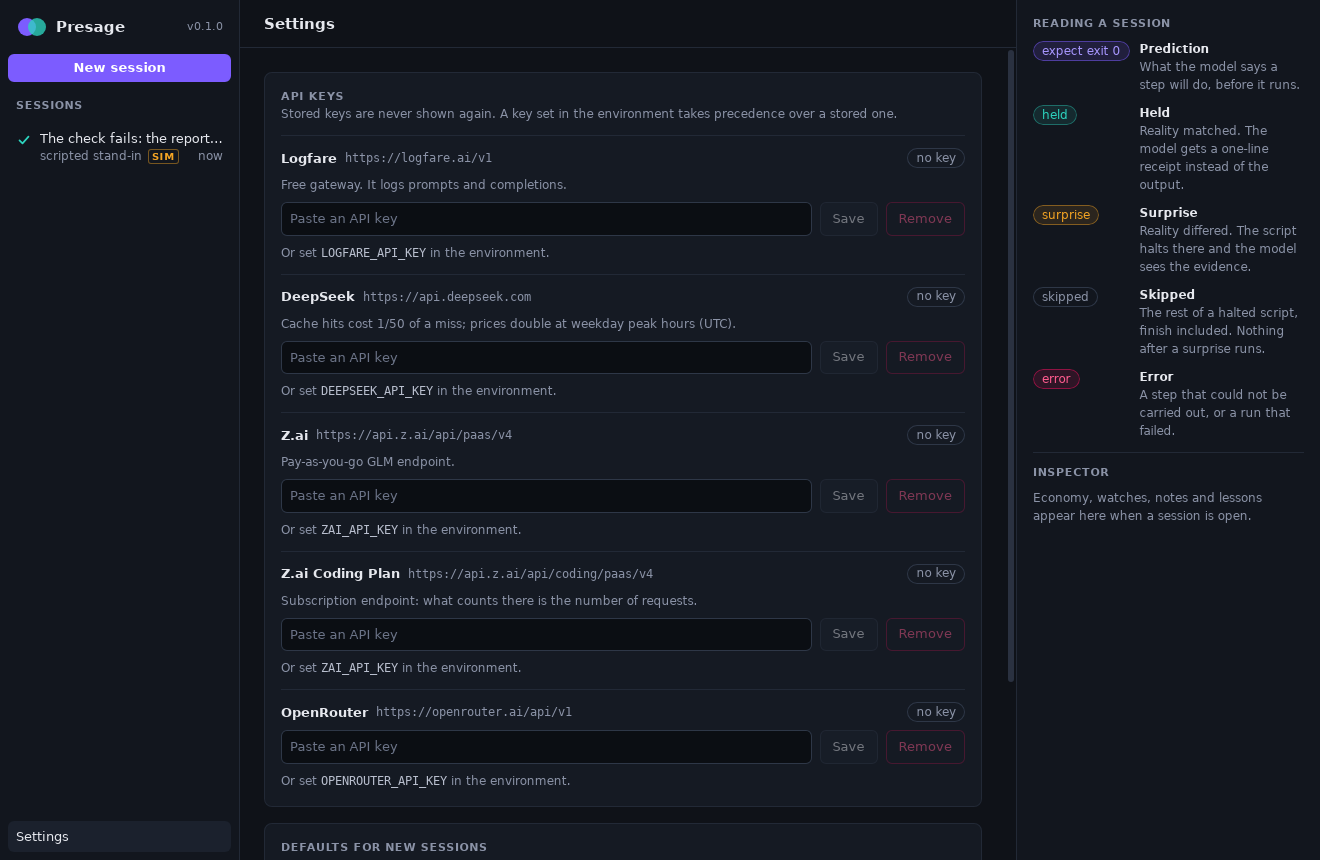 Presage
v0.1.0
New session
SESSIONS
The check fails: the report...
scripted stand-in SIM now
Settings
Settings
API KEYS
Stored keys are never shown again. A key set in the environment takes precedence over a stored one.
Logfare https://logfare.ai/v1 no key
Free gateway. It logs prompts and completions.
Paste an API key Save Remove
Or set LOGFARE_API_KEY in the environment.
DeepSeek https://api.deepseek.com no key
Cache hits cost 1/50 of a miss; prices double at weekday peak hours (UTC).
Paste an API key Save Remove
Or set DEEPSEEK_API_KEY in the environment.
Z.ai https://api.z.ai/api/paas/v4 no key
Pay-as-you-go GLM endpoint.
Paste an API key Save Remove
Or set ZAI_API_KEY in the environment.
Z.ai Coding Plan https://api.z.ai/api/coding/paas/v4 no key
Subscription endpoint: what counts there is the number of requests.
Paste an API key Save Remove
Or set ZAI_API_KEY in the environment.
OpenRouter https://openrouter.ai/api/v1 no key
Paste an API key Save Remove
Or set OPENROUTER_API_KEY in the environment.
DEFAULTS FOR NEW SESSIONS
READING A SESSION
expect exit 0 Prediction
What the model says a
step will do, before it runs.
held Held
Reality matched. The
model gets a one-line
receipt instead of the
output.
surprise Surprise
Reality differed. The script
halts there and the model
sees the evidence.
skipped Skipped
The rest of a halted script,
finish included. Nothing
after a surprise runs.
error Error
A step that could not be
carried out, or a run that
failed.
INSPECTOR
Economy, watches, notes and lessons
appear here when a session is open.